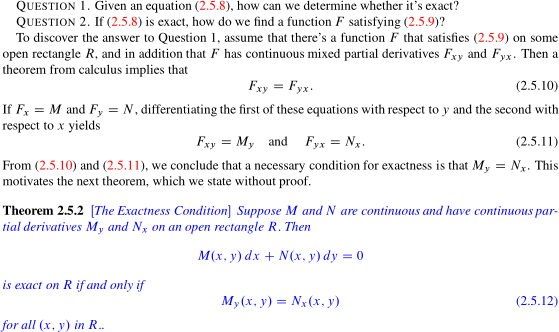 QUESTION 1. Given an equation (2.5.8), how can we determine whether it's exact?
QUESTION 2. If (2.5.8) is exact, how do we find a function F satisfying (2.5.9)?
To discover the answer to Question 1, assume that there's a function F that satisfies (2.5.9) on some
open rectangle R, and in addition that F has continuous mixed partial derivatives F_{xy} and F_{yx}. Then a
theorem from calculus implies that
F_{xy} = F_{yx}. (2.5.10)
If F_x = M and F_y = N, differentiating the first of these equations with respect to y and the second with
respect to x yields
F_{xy} = M_y and F_{yx} = N_x. (2.5.11)
From (2.5.10) and (2.5.11), we conclude that a necessary condition for exactness is that M_y = N_x. This
motivates the next theorem, which we state without proof.
Theorem 2.5.2 [The Exactness Condition] Suppose M and N are continuous and have continuous par-
tial derivatives M_y and N_x on an open rectangle R. Then
M(x, y) dx + N(x, y) dy = 0
is exact on R if and only if
M_y(x, y) = N_x(x, y) (2.5.12)
for all (x, y) in R..